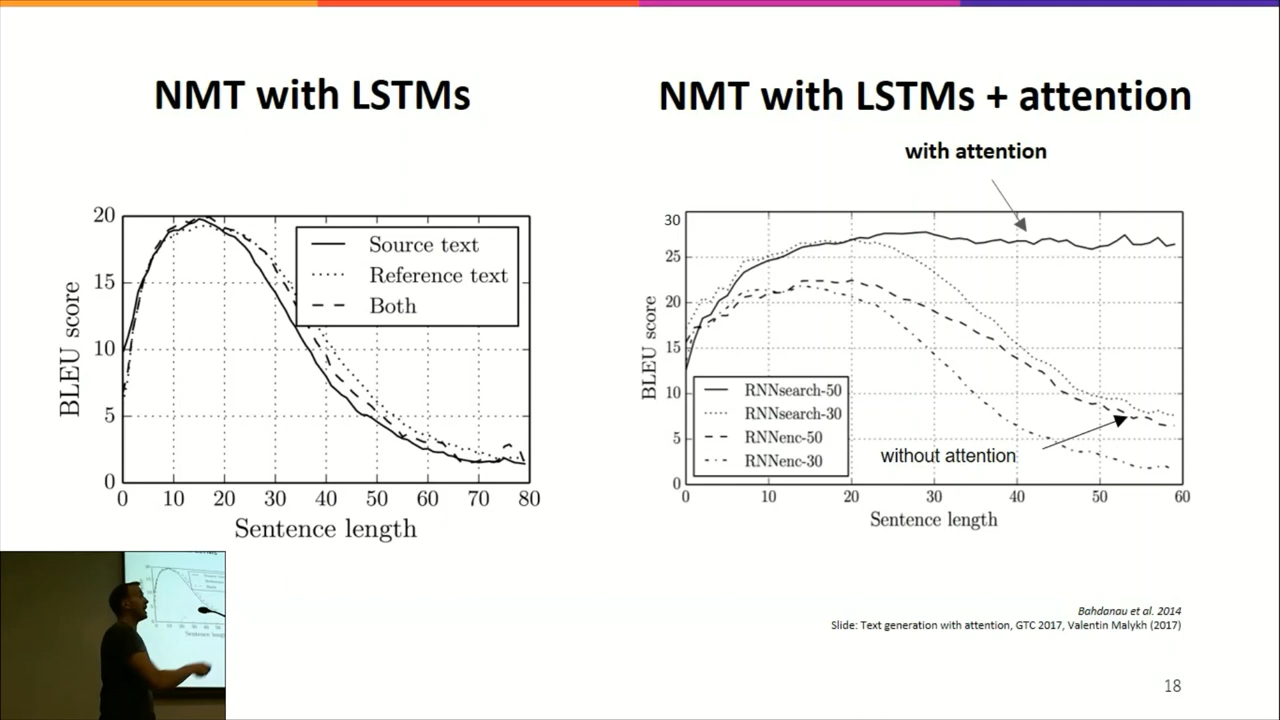 NMT with LSTMs
NMT with LSTMs + attention
with attention
20
15
10
5
0
BLEU score
Source text
Reference text
Both
0 10 20 30 40 50 60 70 80
Sentence length
30
25
20
15
10
5
0
BLEU score
RNNsearch-50
RNNsearch-30
RNNenc-50
RNNenc-30
without attention
0 10 20 30 40 50 60
Sentence length
Bahdanau et al. 2014
Slide: Text generation with attention, GTC 2017, Valentin Malykh (2017)
18